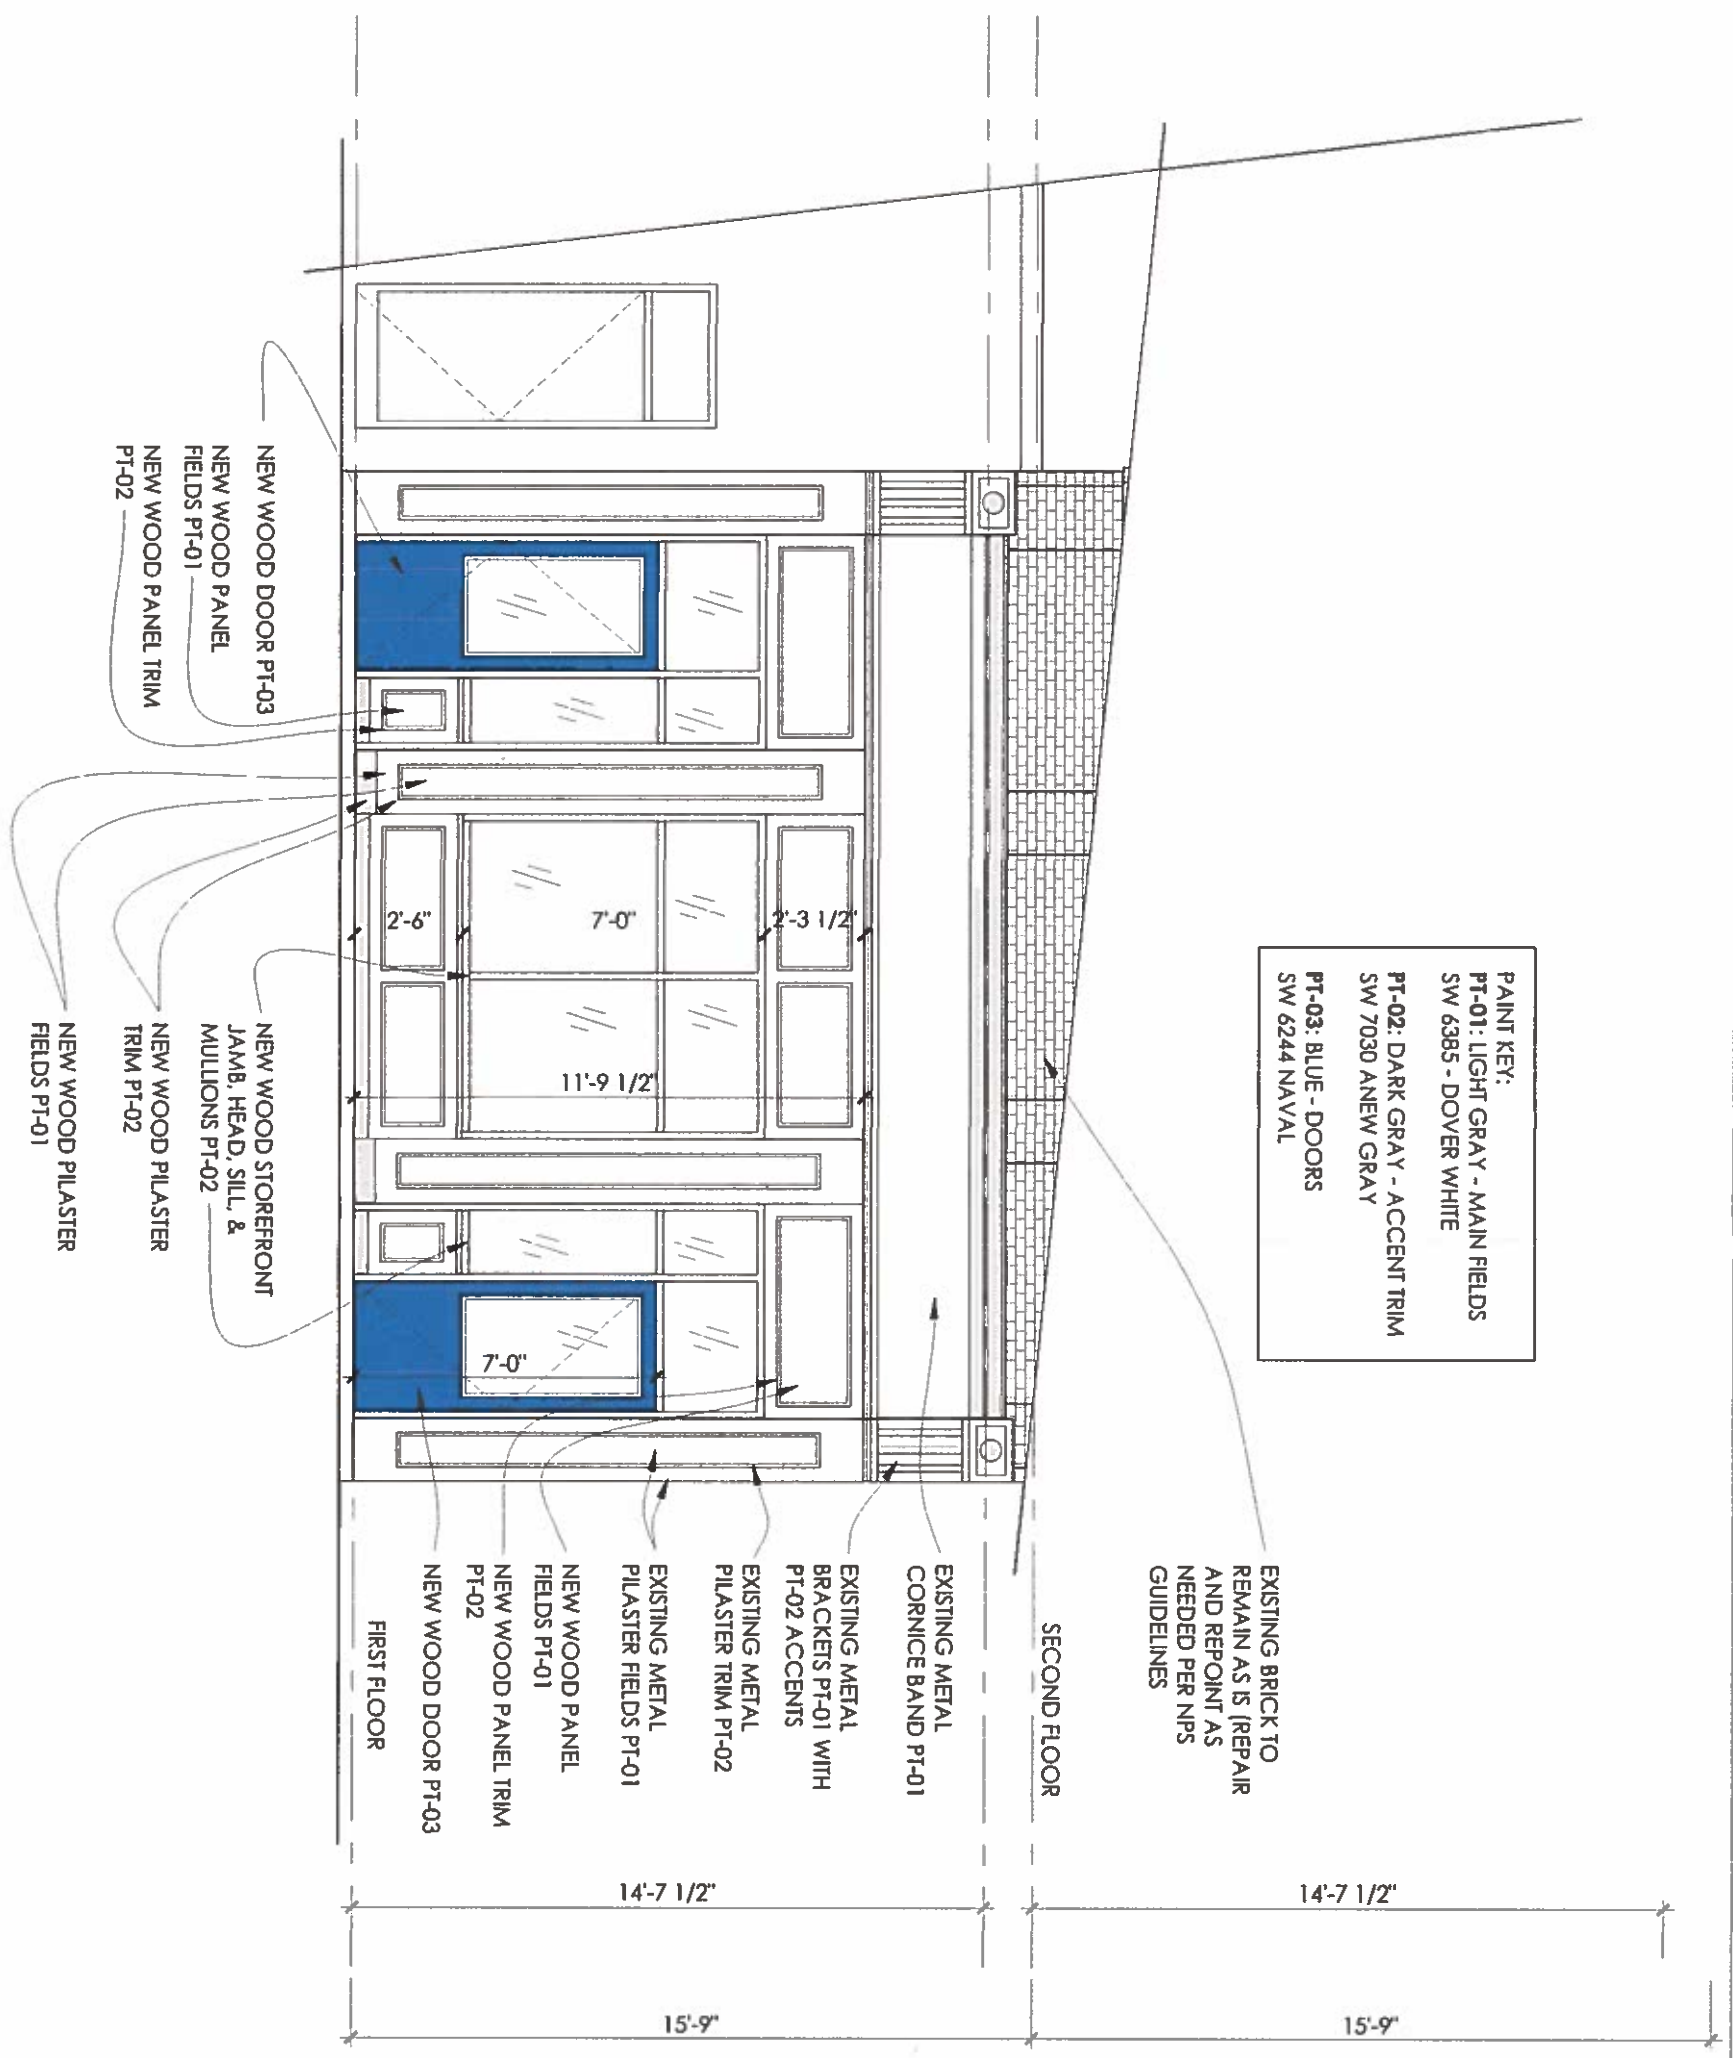 PAINT KEY:
PT-01: LIGHT GRAY - MAIN FIELDS
SW 6385 - DOVER WHITE
PT-02: DARK GRAY - ACCENT TRIM
SW 7030 ANEW GRAY
PT-03: BLUE - DOORS
SW 6244 NAVAL
EXISTING BRICK TO
REMAIN AS IS (REPAIR
AND REPOINT AS
NEEDED PER NPS
GUIDELINES
SECOND FLOOR
EXISTING METAL
CORNICE BAND PT-01
EXISTING METAL
BRACKETS PT-01 WITH
PT-02 ACCENTS
EXISTING METAL
PILASTER TRIM PT-02
EXISTING METAL
PILASTER FIELDS PT-01
NEW WOOD PANEL
FIELDS PT-01
NEW WOOD PANEL TRIM
PT-02
NEW WOOD DOOR PT-03
FIRST FLOOR
14'-7 1/2"
15'-9"
14'-7 1/2"
15'-9"
2'-3 1/2"
7'-0"
2'-6"
11'-9 1/2"
7'-0"
NEW WOOD DOOR PT-03
NEW WOOD PANEL
FIELDS PT-01
NEW WOOD PANEL TRIM
PT-02
NEW WOOD STOREFRONT
JAMB, HEAD, SILL, &
MULLIONS PT-02
NEW WOOD PILASTER
TRIM PT-02
NEW WOOD PILASTER
FIELDS PT-01